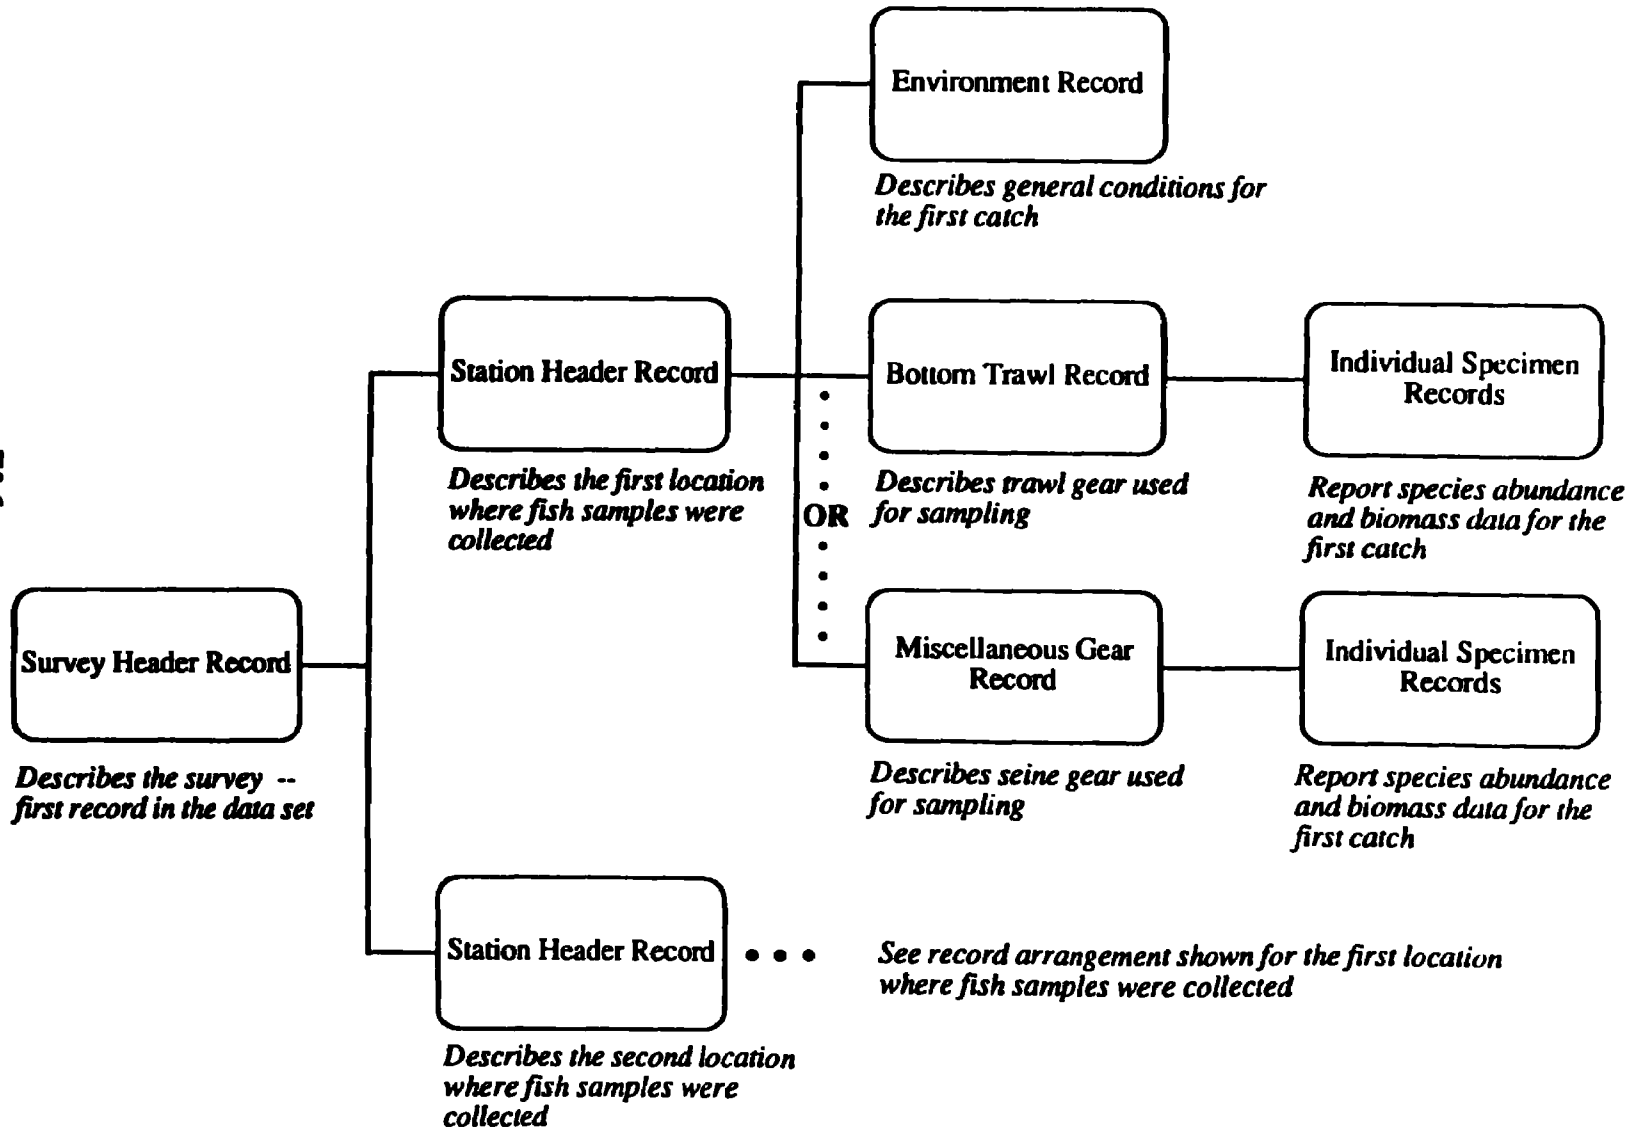 Environment Record
Describes general conditions for
the first catch
Station Header Record
Describes the first location
where fish samples were
collected
Bottom Trawl Record
Describes trawl gear used
for sampling
Individual Specimen
Records
Report species abundance
and biomass data for the
first catch
OR
Survey Header Record
Describes the survey --
first record in the data set
Miscellaneous Gear
Record
Describes seine gear used
for sampling
Individual Specimen
Records
Report species abundance
and biomass data for the
first catch
Station Header Record
• • •
See record arrangement shown for the first location
where fish samples were collected
Describes the second location
where fish samples were
collected